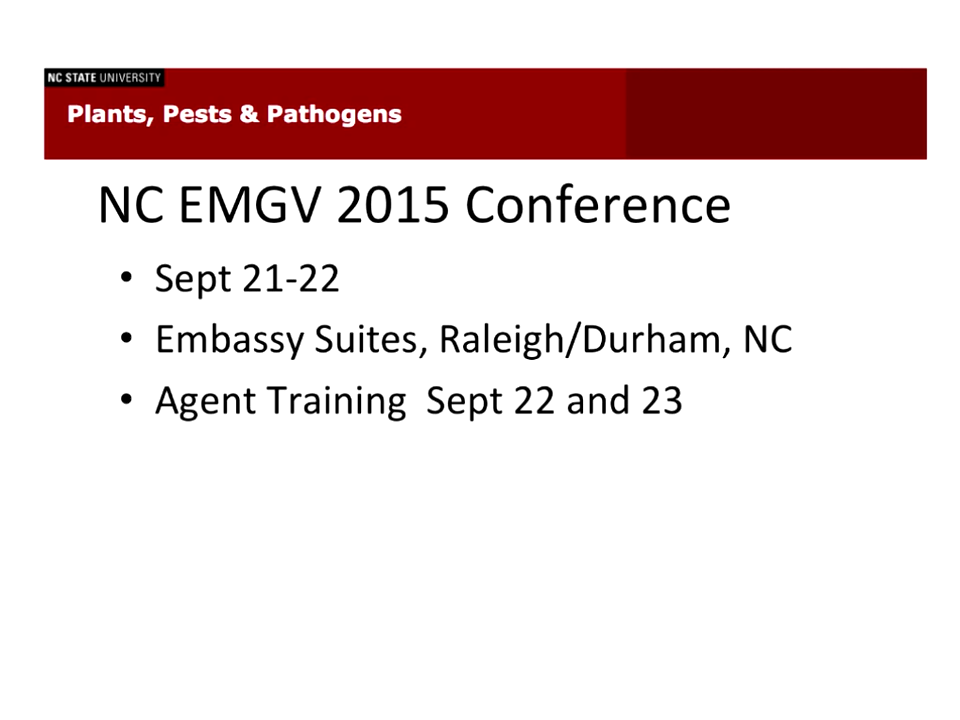 NC STATE UNIVERSITY
Plants, Pests & Pathogens
NC EMGV 2015 Conference
• Sept 21-22
• Embassy Suites, Raleigh/Durham, NC
• Agent Training  Sept 22 and 23